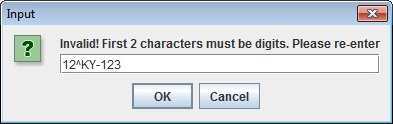 Input
Invalid! First 2 characters must be digits. Please re-enter
12^KY-123
OK Cancel